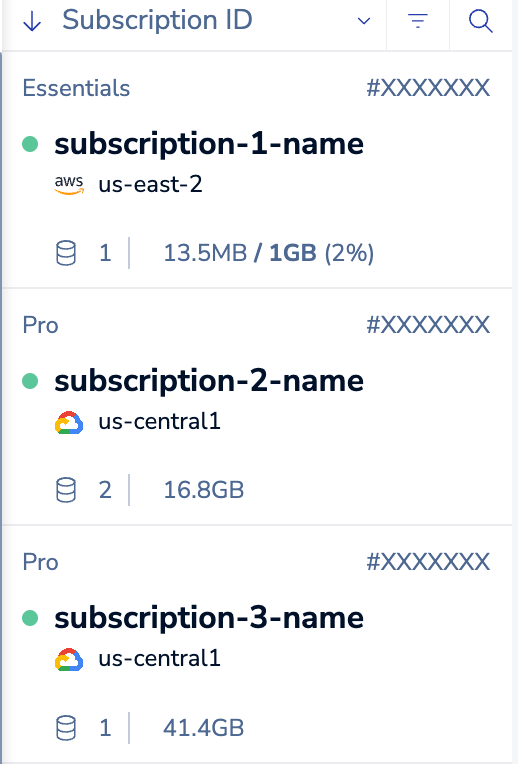 Subscription ID
Essentials #XXXXXXX
subscription-1-name
aws us-east-2
1 13.5MB / 1GB (2%)
Pro #XXXXXXX
subscription-2-name
us-central1
2 16.8GB
Pro #XXXXXXX
subscription-3-name
us-central1
1 41.4GB